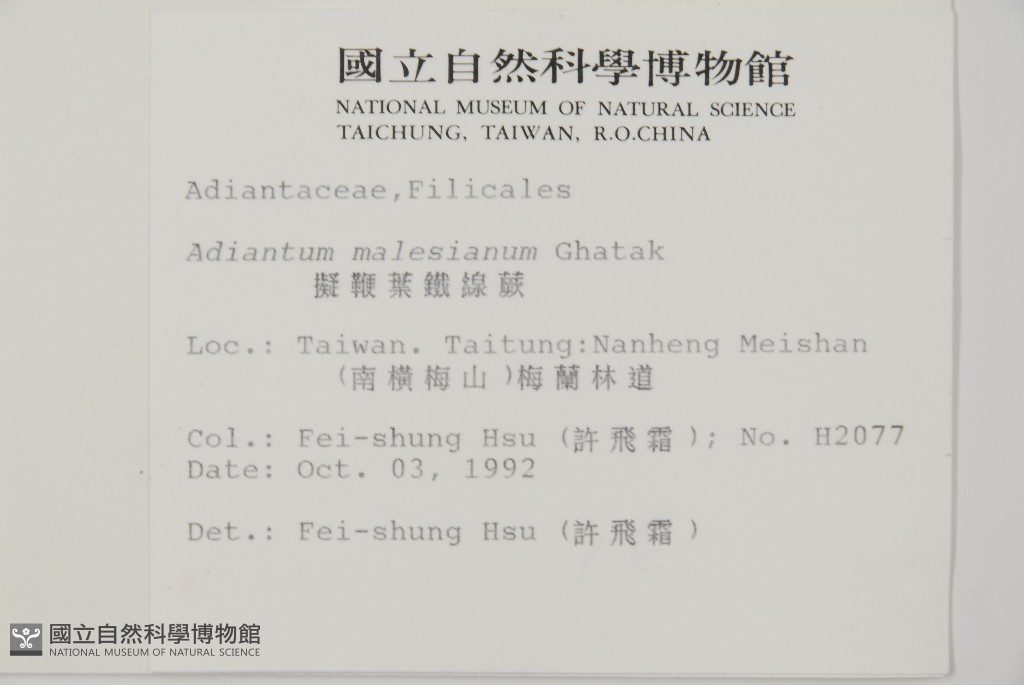 國立自然科學博物館
NATIONAL MUSEUM OF NATURAL SCIENCE
TAICHUNG, TAIWAN, R.O.CHINA
Adiantaceae,Filicales
Adiantum malesianum Ghatak
擬鞭葉鐵線蕨
Loc.: Taiwan. Taitung:Nanheng Meishan
(南橫梅山)梅蘭林道
Col.: Fei-shung Hsu (許飛霜); No. H2077
Date: Oct. 03, 1992
Det.: Fei-shung Hsu (許飛霜)
國立自然科學博物館
NATIONAL MUSEUM OF NATURAL SCIENCE